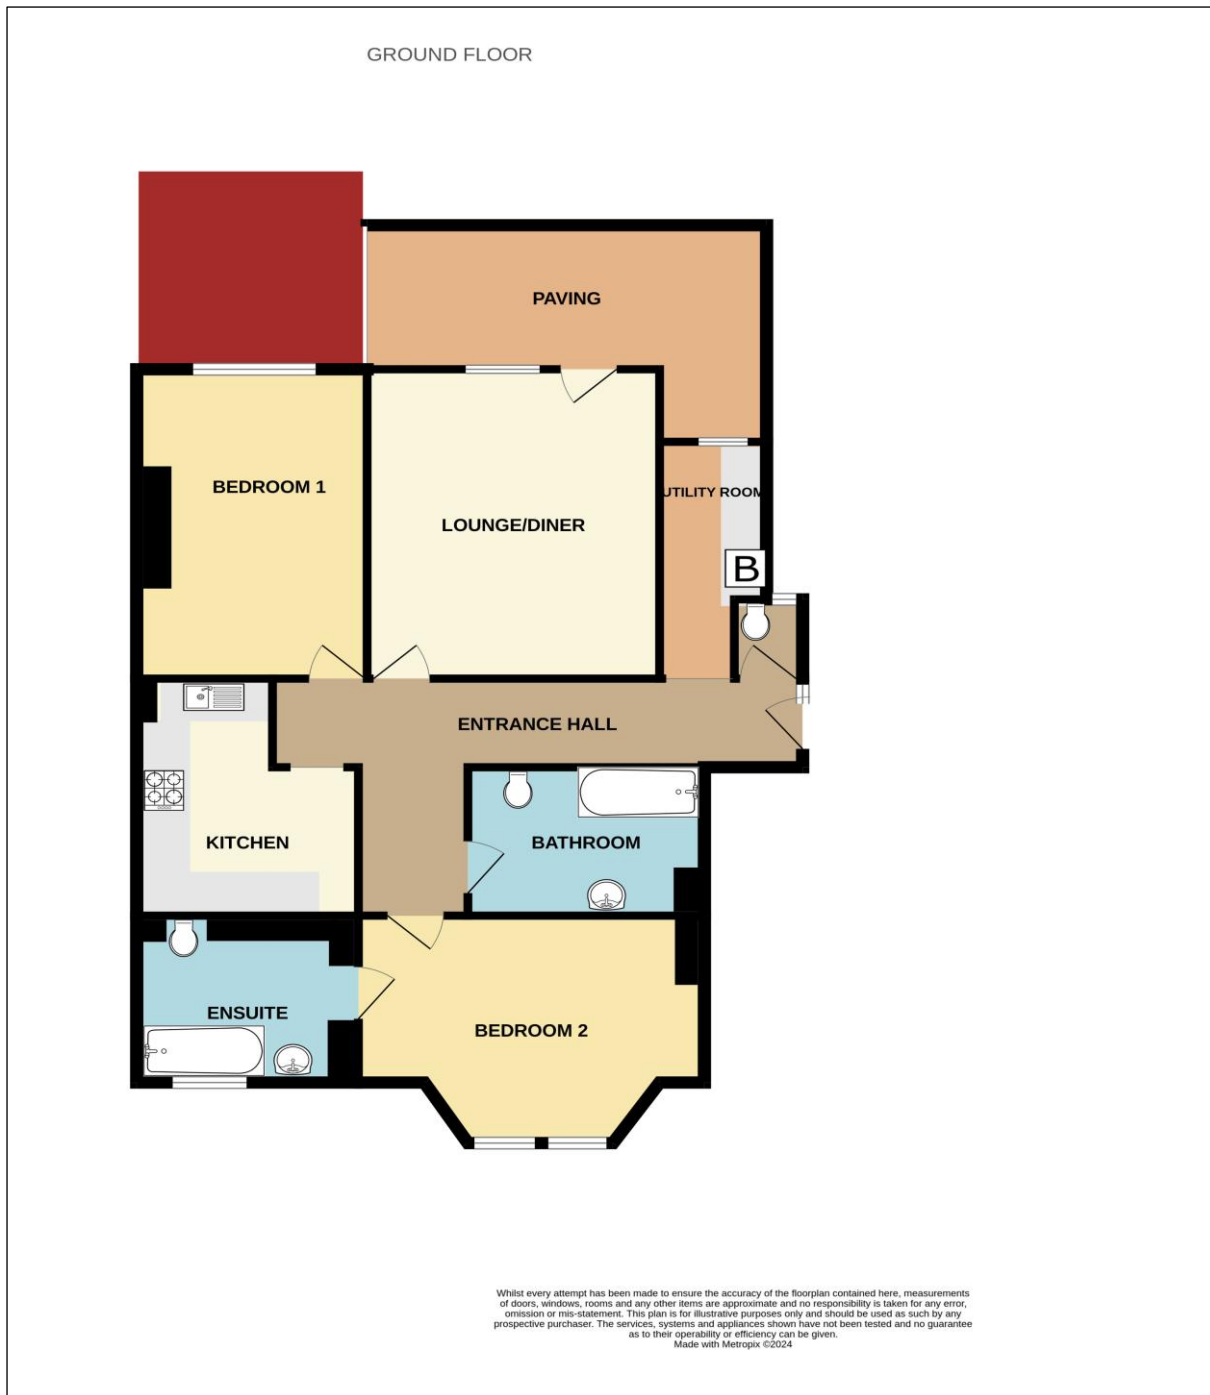 GROUND FLOOR
PAVING
BEDROOM 1
UTILITY ROOM
LOUNGE/DINER
B
ENTRANCE HALL
KITCHEN
BATHROOM
ENSUITE
BEDROOM 2
Whilst every attempt has been made to ensure the accuracy of the floorplan contained here, measurements
of doors, windows, rooms and any other items are approximate and no responsibility is taken for any error,
omission or mis-statement. This plan is for illustrative purposes only and should be used as such by any
prospective purchaser. The services, systems and appliances shown have not been tested and no guarantee
as to their operability or efficiency can be given.
Made with Metropix ©2024